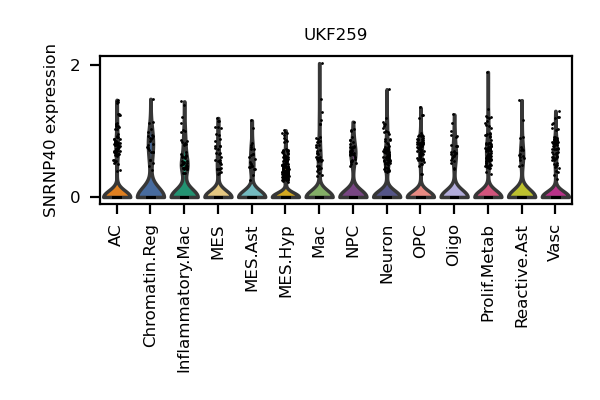 UKF259
SNRNP40 expression
2
0
AC
Chromatin.Reg
Inflammatory.Mac
MES
MES.Ast
MES.Hyp
Mac
NPC
Neuron
OPC
Oligo
Prolif.Metab
Reactive.Ast
Vasc